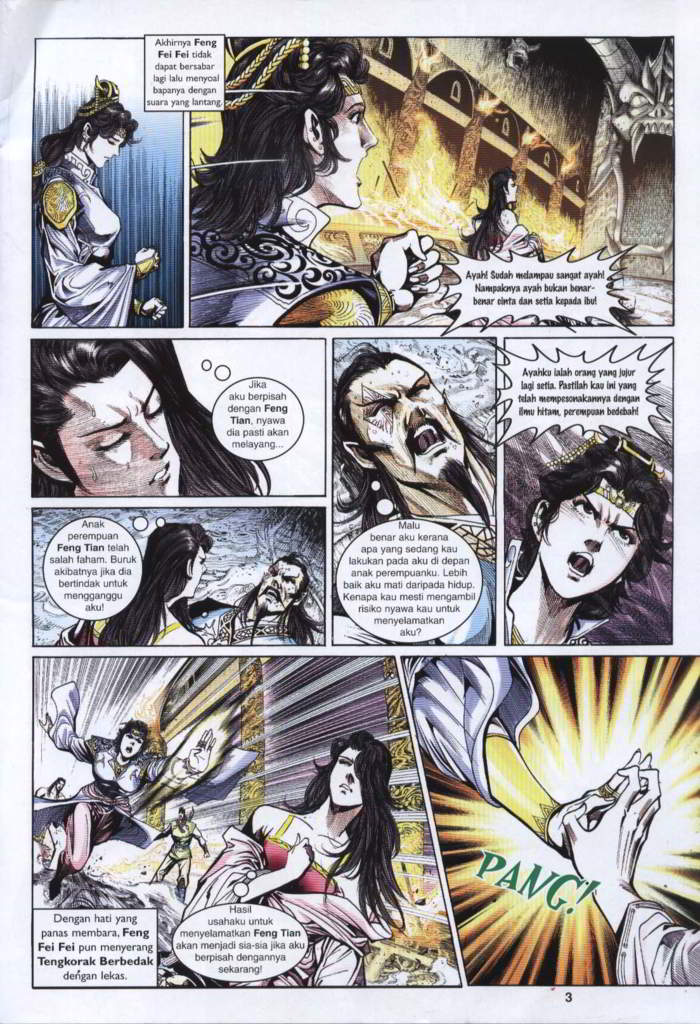 Akhirnya Feng
Fei Fei tidak
dapat bersabar
lagi lalu menyoal
bapanya dengan
suara yang lantang.
Ayah! Sudah melampau sangat ayah!
Nampaknya ayah bukan benar-
benar cinta dan setia kepada ibu!
Jika
aku berpisah
dengan Feng
Tian, nyawa
dia pasti akan
melayang...
Anak
perempuan
Feng Tian telah
salah faham. Buruk
akibatnya jika dia
bertindak untuk
mengganggu
aku!
Malu
benar aku kerana
apa yang sedang kau
lakukan pada aku di depan
anak perempuanku. Lebih
baik aku mati daripada hidup.
Kenapa kau mesti mengambil
risiko nyawa kau untuk
menyelamatkan
aku?
Ayahku ialah orang yang jujur
lagi setia. Pastilah kau ini yang
telah mempesonakannya dengan
ilmu hitam, perempuan bedebah!
Dengan hati yang
panas membara, Feng
Fei Fei pun menyerang
Tengkorak Berbedak
dengan lekas.
Hasil
usahaku untuk
menyelamatkan Feng Tian
akan menjadi sia-sia jika aku
berpisah dengannya
sekarang!
PANG!
3